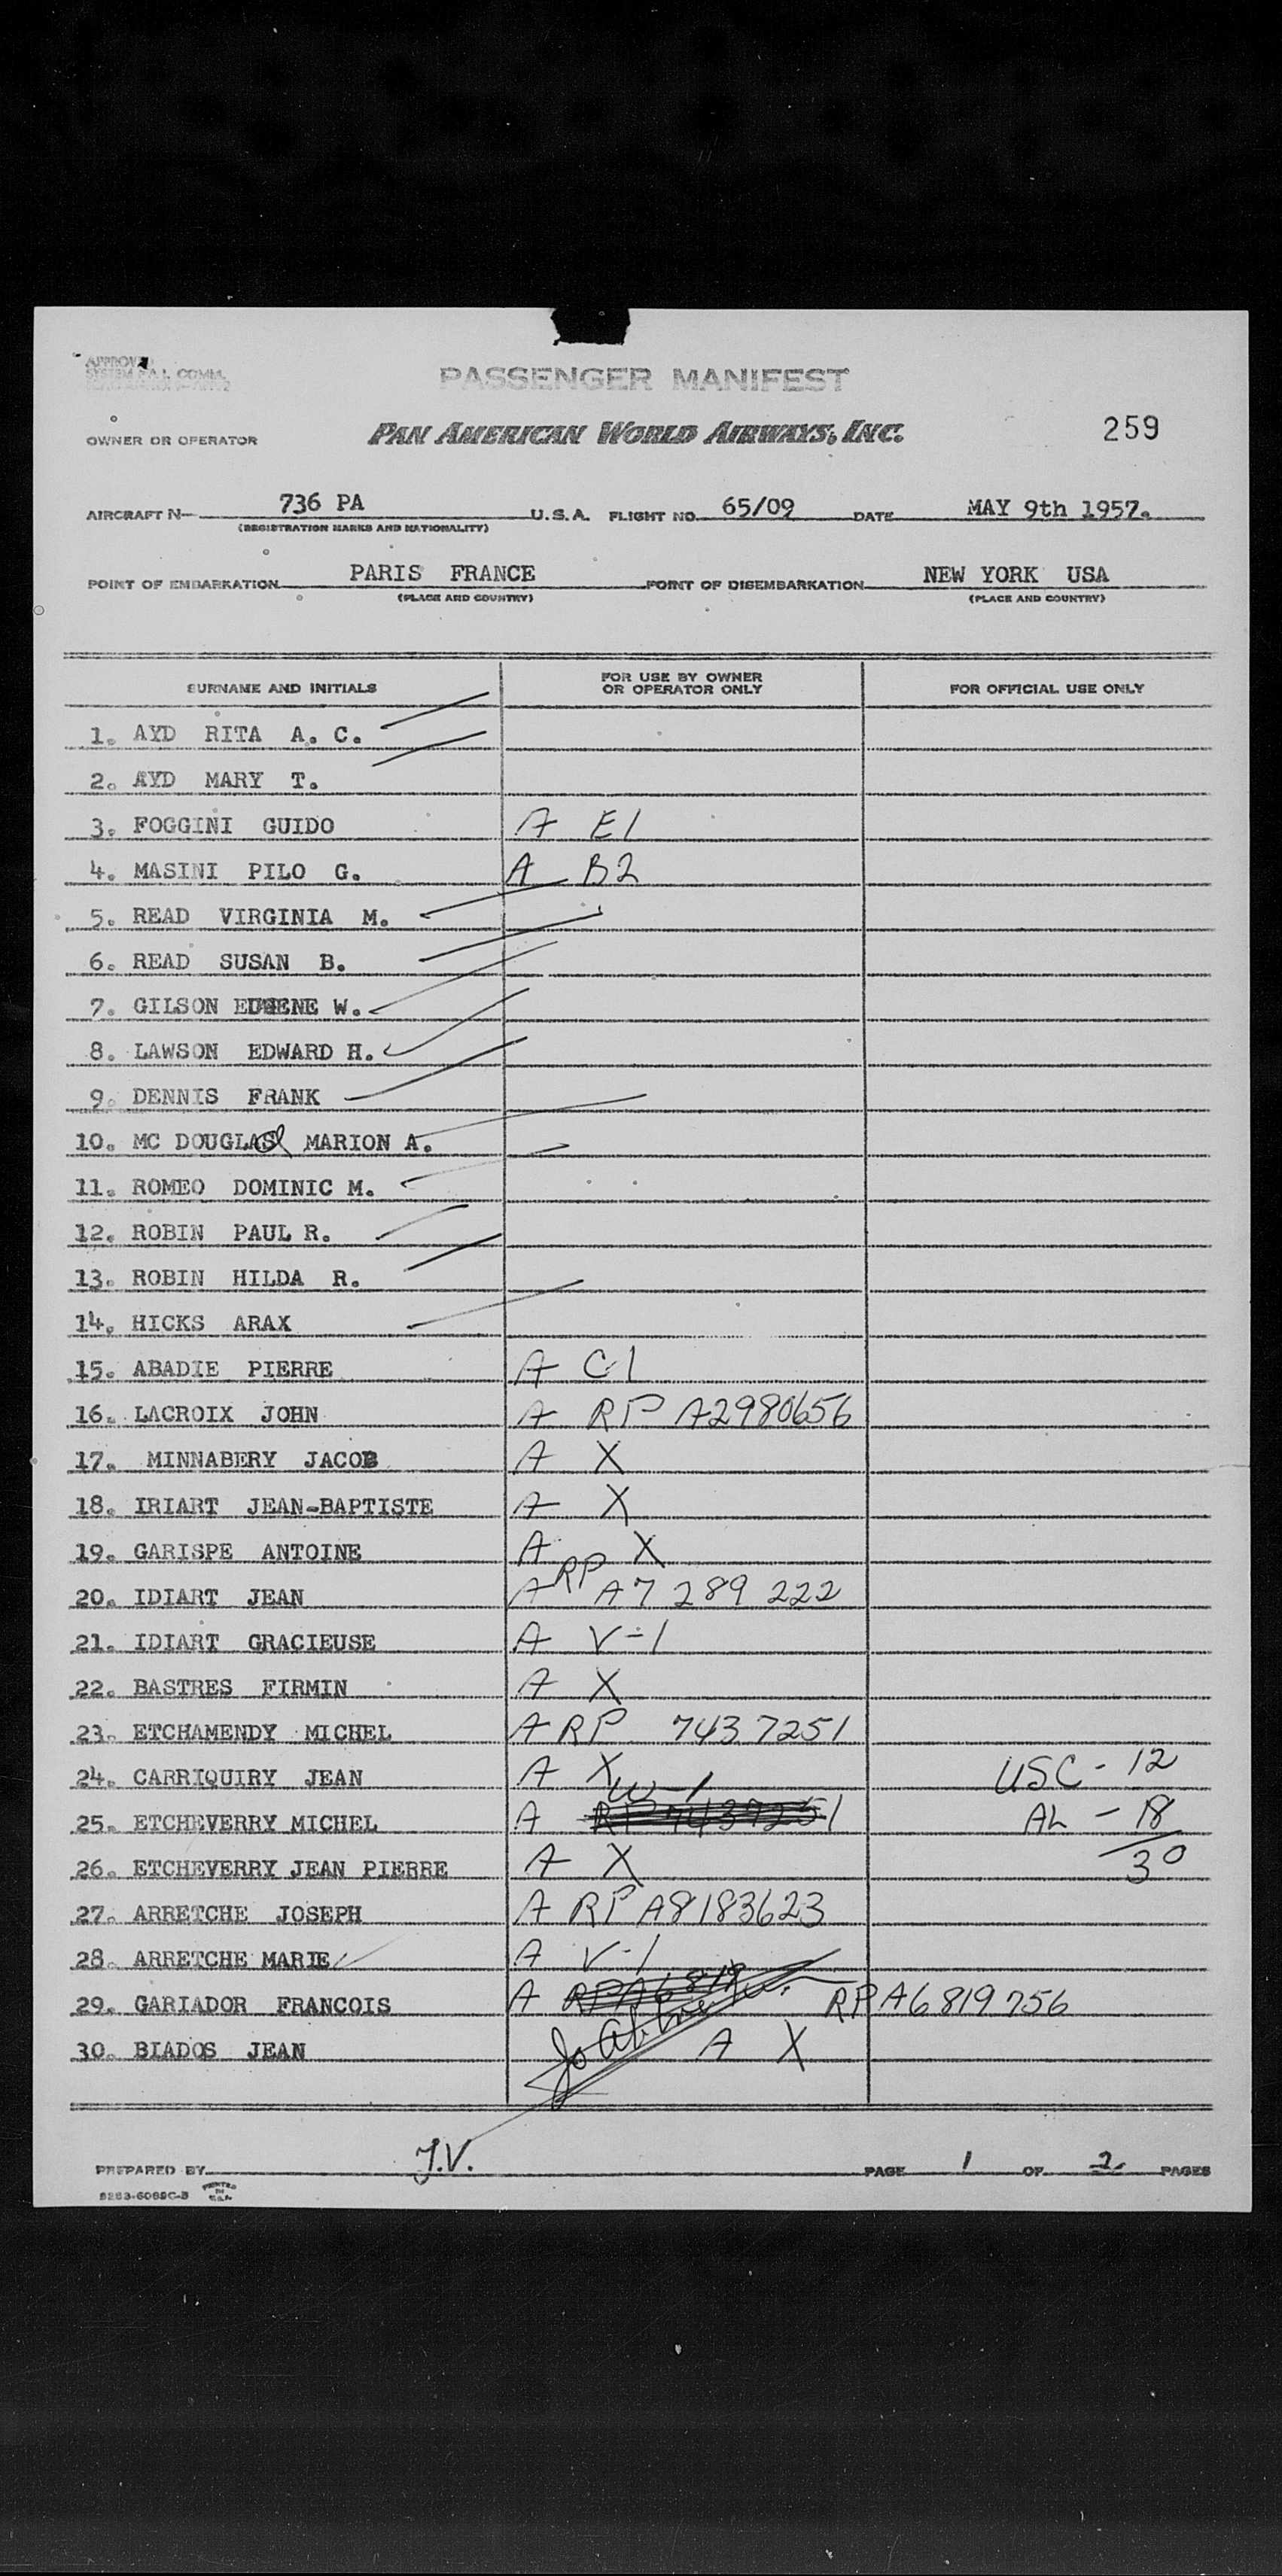 APPROVED
PASSENGER MANIFEST
259
OWNER OR OPERATOR PAN AMERICAN WORLD AIRWAYS, INC.
AIRCRAFT N- 736 PA U.S.A. FLIGHT NO. 65/09 DATE MAY 9th 1957.
(REGISTRATION MARKS AND NATIONALITY)
POINT OF EMBARKATION PARIS FRANCE POINT OF DISEMBARKATION NEW YORK USA
(PLACE AND COUNTRY) (PLACE AND COUNTRY)
SURNAME AND INITIALS FOR USE BY OWNER OR OPERATOR ONLY FOR OFFICIAL USE ONLY
1. AYD RITA A. C.
2. AYD MARY T.
3. FOGGINI GUIDO A E1
4. MASINI PILO G. A B2
5. READ VIRGINIA M.
6. READ SUSAN B.
7. GILSON EUGENE W.
8. LAWSON EDWARD H.
9. DENNIS FRANK
10. MC DOUGLAS MARION A.
11. ROMEO DOMINIC M.
12. ROBIN PAUL R.
13. ROBIN HILDA R.
14. HICKS ARAX
15. ABADIE PIERRE A C-1
16. LACROIX JOHN A RP A2980656
17. MINNABERY JACOB A X
18. IRIART JEAN-BAPTISTE A X
19. GARISPE ANTOINE A X
20. IDIART JEAN A RP A7 289 222
21. IDIART GRACIEUSE A V-1
22. BASTRES FIRMIN A X
23. ETCHAMENDY MICHEL A RP 7437251
24. CARRIQUIRY JEAN A X USC - 12
25. ETCHEVERRY MICHEL A RP 7437251 W-1 AL - 18
26. ETCHEVERRY JEAN PIERRE A X 30
27. ARRETCHE JOSEPH A RP A8183623
28. ARRETCHE MARIE A V-1
29. GARIADOR FRANCOIS A RPA6819 RPA6819756
30. BIADOS JEAN A X
PREPARED BY J.V. PAGE 1 OF 2 PAGES
PRINTED IN U.S.A.